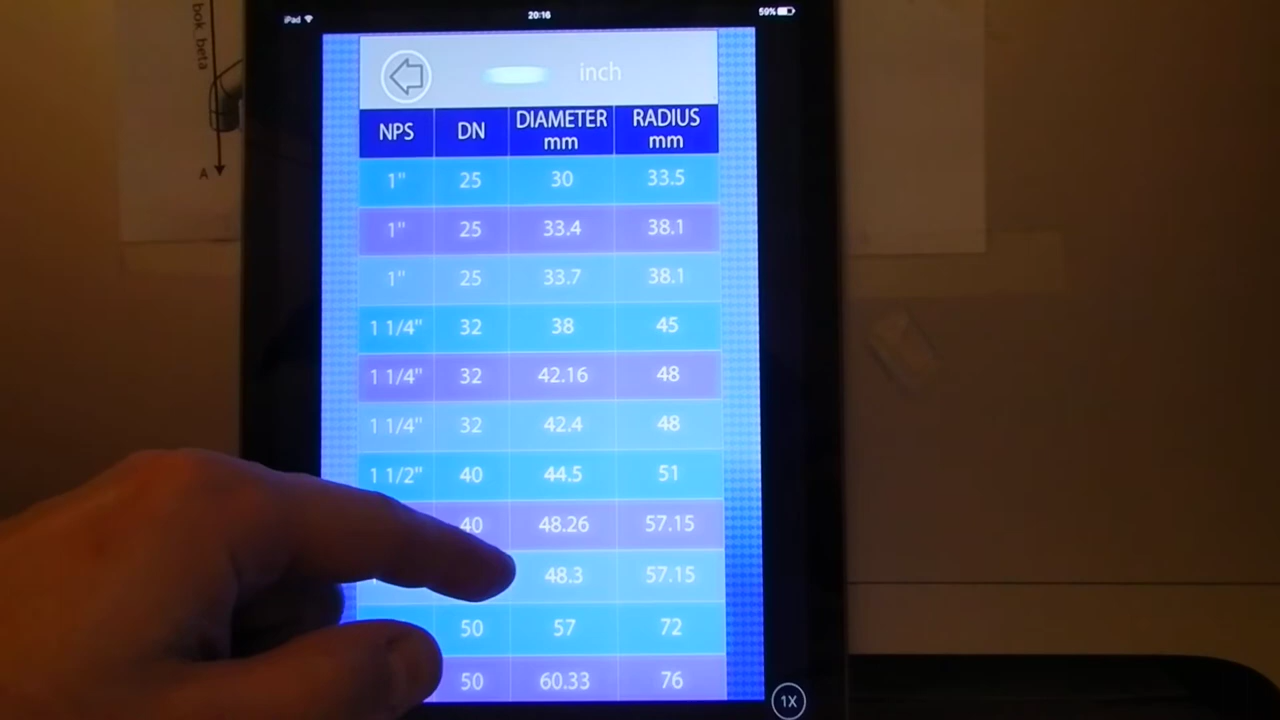 iPad 20:16 59%
bok_beta
A
inch
NPS DN DIAMETER mm RADIUS mm
1" 25 30 33.5
1" 25 33.4 38.1
1" 25 33.7 38.1
1 1/4" 32 38 45
1 1/4" 32 42.16 48
1 1/4" 32 42.4 48
1 1/2" 40 44.5 51
40 48.26 57.15
48.3 57.15
50 57 72
50 60.33 76
1X